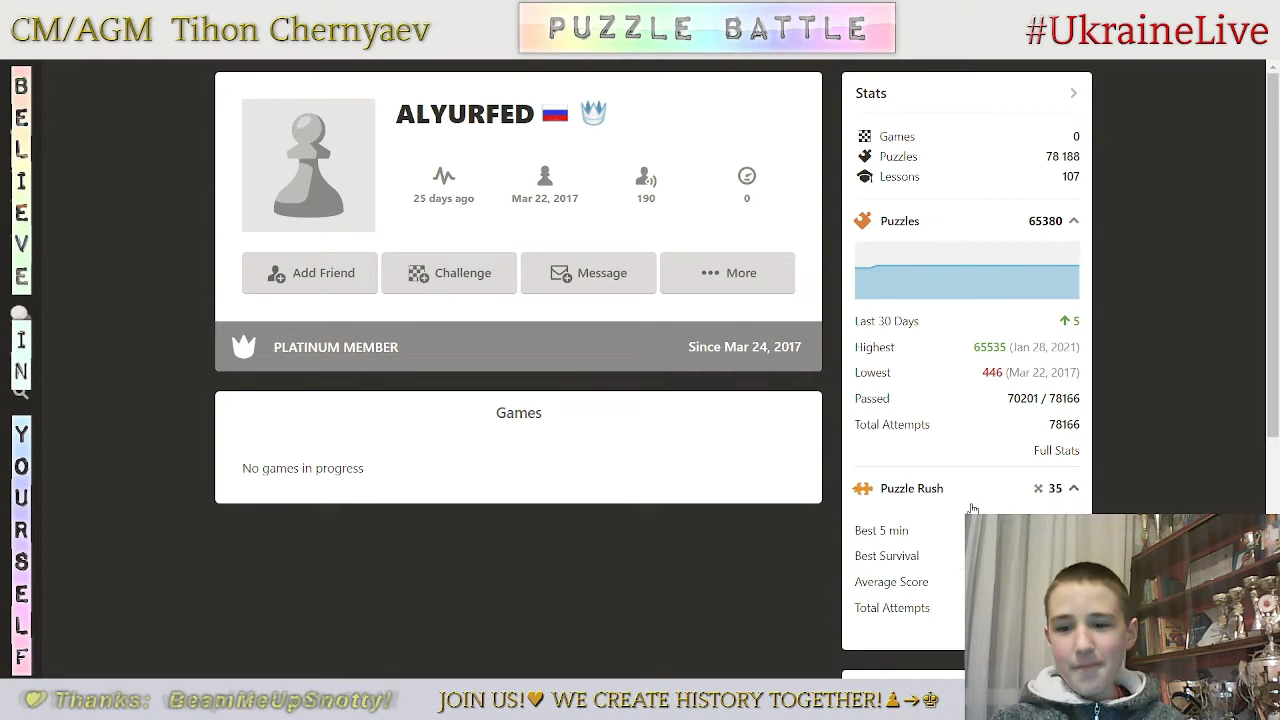 CM/AGM Tihon Chernyaev
PUZZLE BATTLE
#UkraineLive
BELIEVE
IN
YOURSELF
ALYURFED
25 days ago
Mar 22, 2017
190
0
Add Friend
Challenge
Message
More
PLATINUM MEMBER
Since Mar 24, 2017
Games
No games in progress
Stats
Games 0
Puzzles 78 188
Lessons 107
Puzzles 65380
Last 30 Days 5
Highest 65535 (Jan 28, 2021)
Lowest 446 (Mar 22, 2017)
Passed 70201 / 78166
Total Attempts 78166
Full Stats
Puzzle Rush 35
Best 5 min
Best Survival
Average Score
Total Attempts
Thanks: BeamMeUpSnotty!
JOIN US!🧡 WE CREATE HISTORY TOGETHER!♟→♚